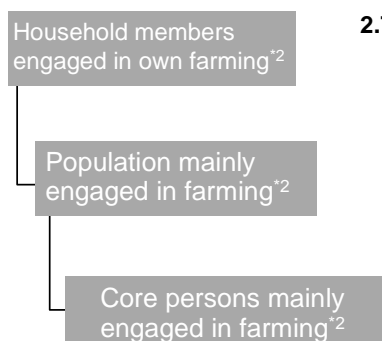 Household members
engaged in own farming*2
2.
Population mainly
engaged in farming*2
Core persons mainly
engaged in farming*2